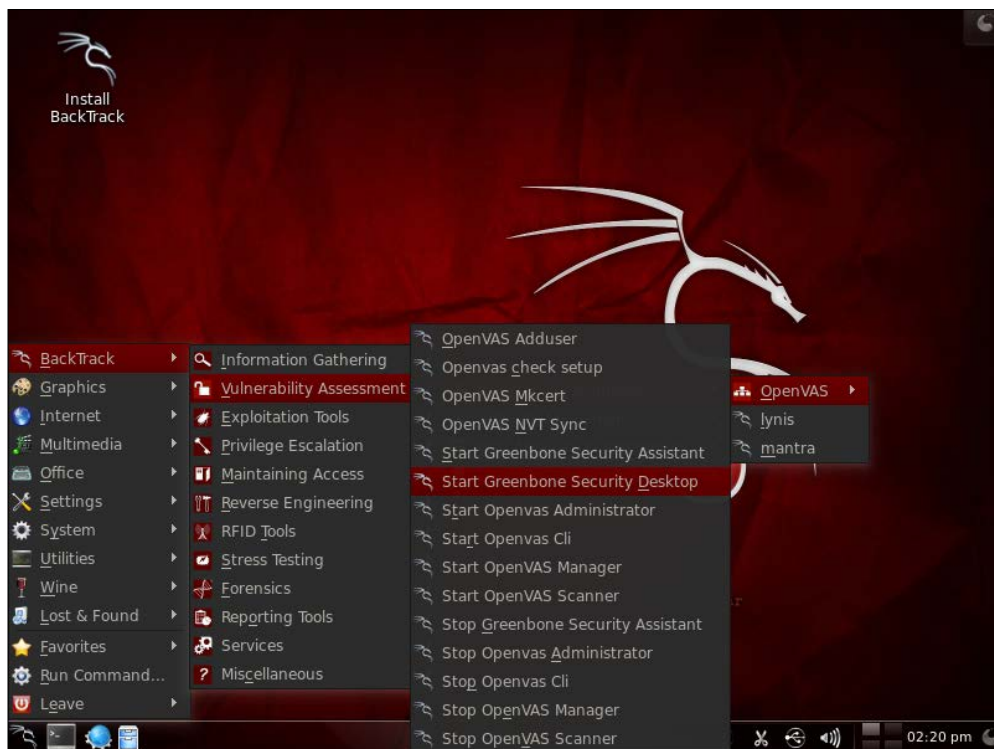 Install
BackTrack
BackTrack
Graphics
Internet
Multimedia
Office
Settings
System
Utilities
Wine
Lost & Found
Favorites
Run Command...
Leave
Information Gathering
Vulnerability Assessment
Exploitation Tools
Privilege Escalation
Maintaining Access
Reverse Engineering
RFID Tools
Stress Testing
Forensics
Reporting Tools
Services
Miscellaneous
OpenVAS Adduser
Openvas check setup
OpenVAS Mkcert
OpenVAS NVT Sync
Start Greenbone Security Assistant
Start Greenbone Security Desktop
Start Openvas Administrator
Start Openvas Cli
Start OpenVAS Manager
Start OpenVAS Scanner
Stop Greenbone Security Assistant
Stop Openvas Administrator
Stop Openvas Cli
Stop OpenVAS Manager
Stop OpenVAS Scanner
OpenVAS
lynis
mantra
02:20 pm